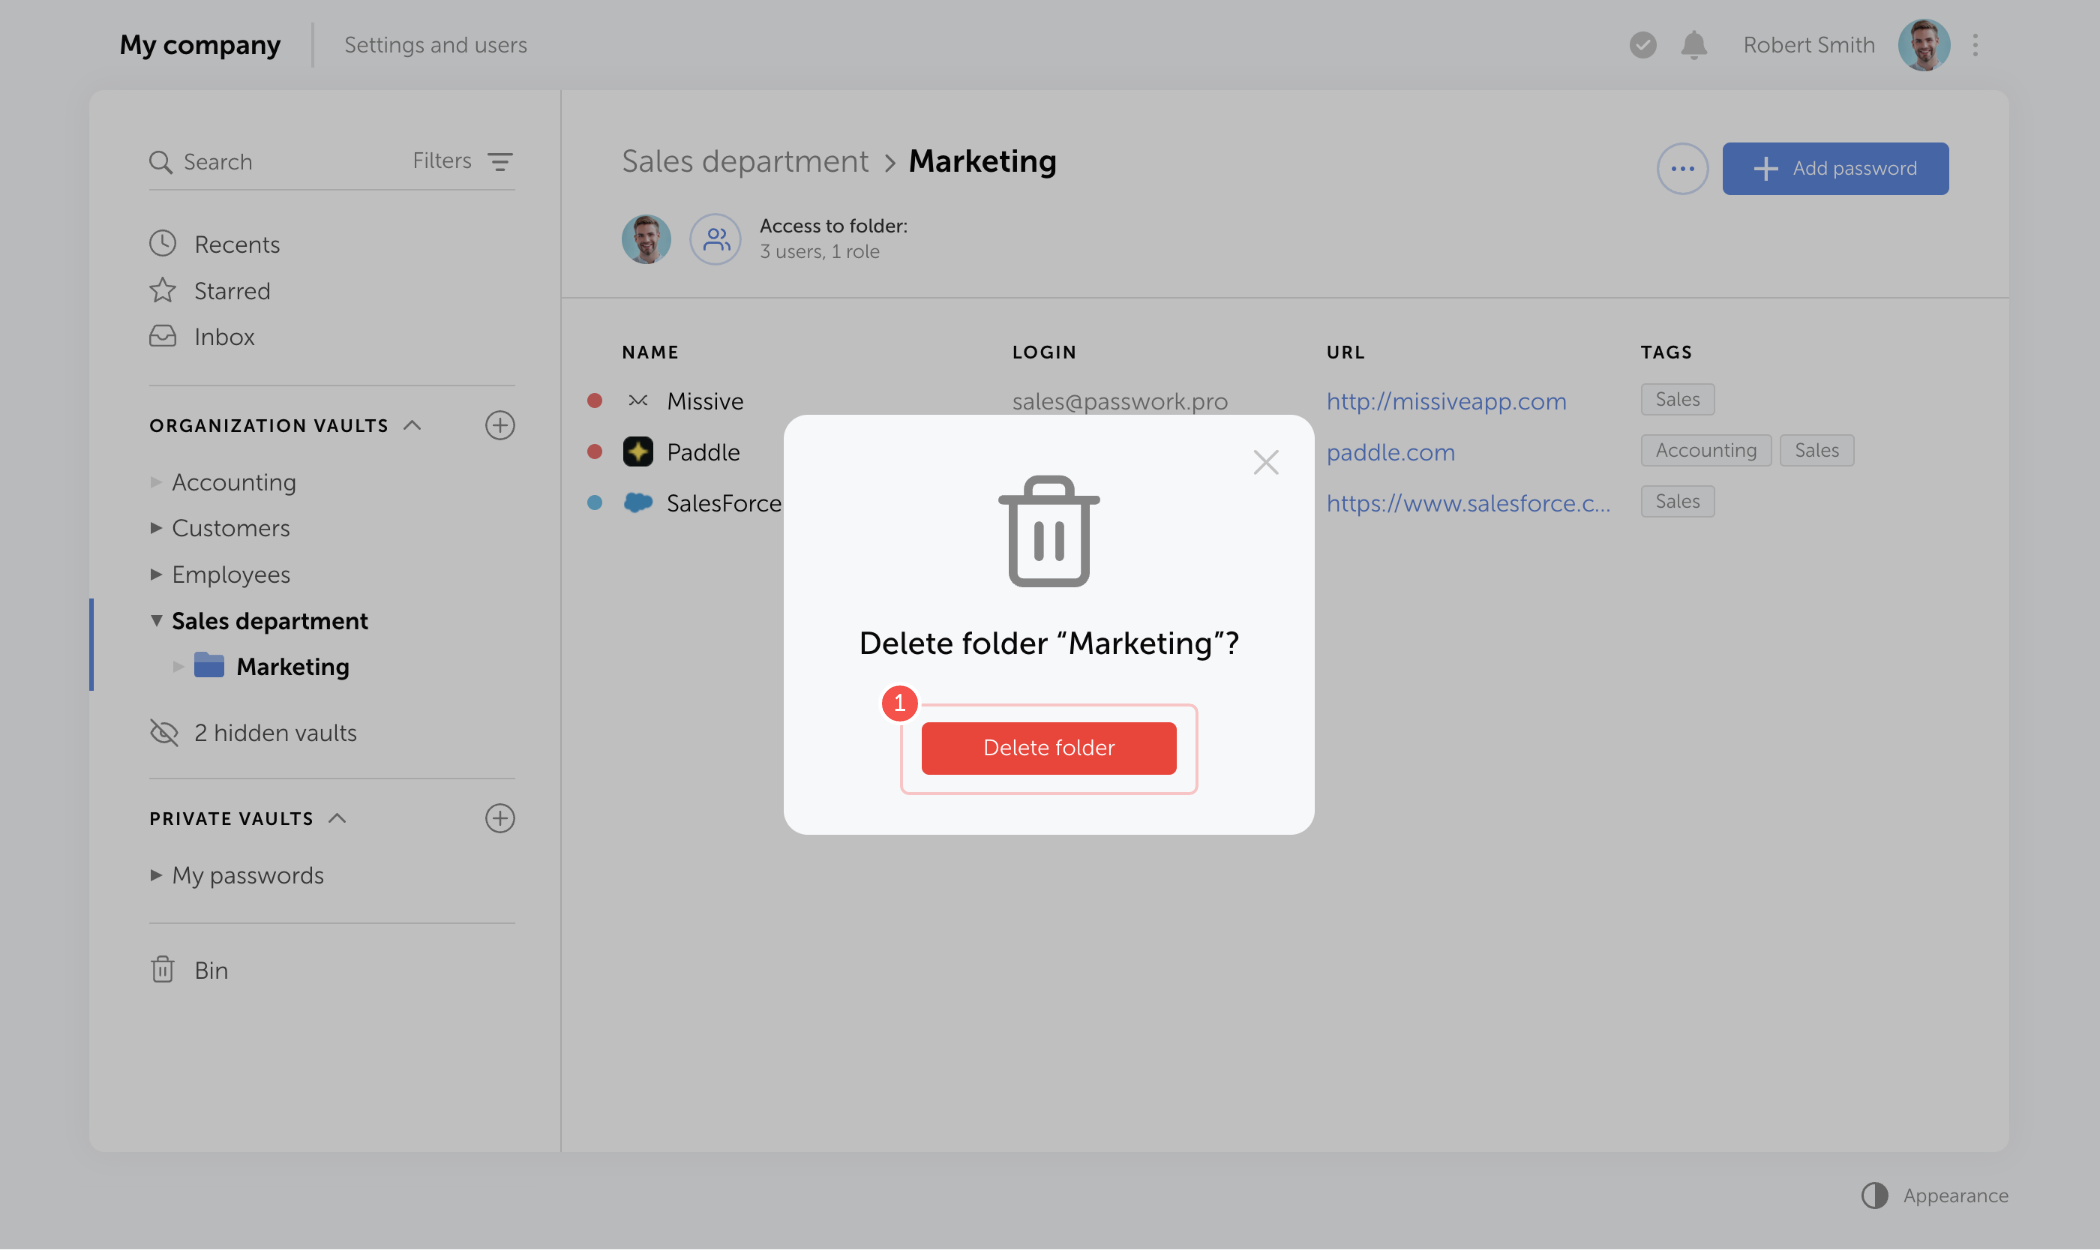 My company
Settings and users
Robert Smith
Search
Filters
Recents
Starred
Inbox
ORGANIZATION VAULTS
Accounting
Customers
Employees
Sales department
Marketing
2 hidden vaults
PRIVATE VAULTS
My passwords
Bin
Sales department > Marketing
Add password
Access to folder:
3 users, 1 role
NAME LOGIN URL TAGS
Missive sales@passwork.pro http://missiveapp.com Sales
Paddle paddle.com Accounting Sales
SalesForce https://www.salesforce.c... Sales
Delete folder “Marketing”?
1
Delete folder
Appearance